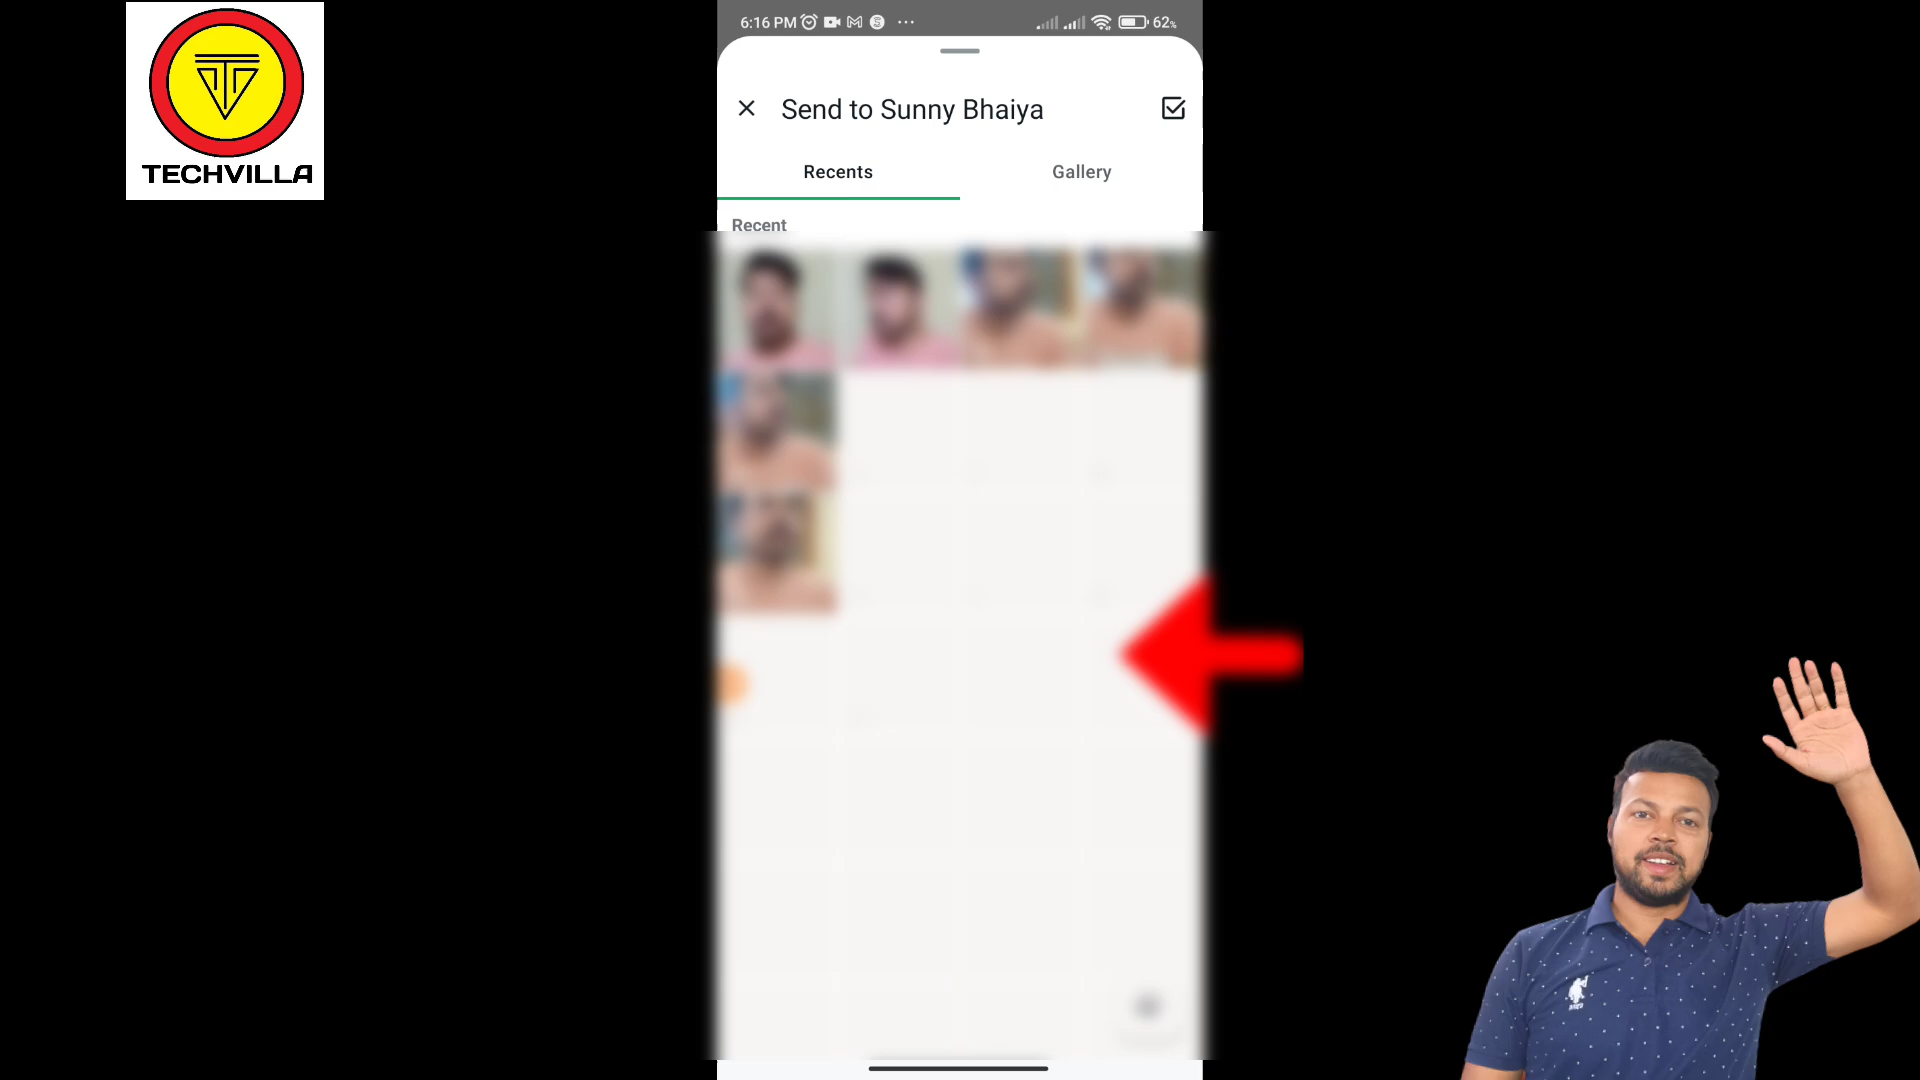 TECHVILLA
6:16 PM
62%
Send to Sunny Bhaiya
Recents
Gallery
Recent